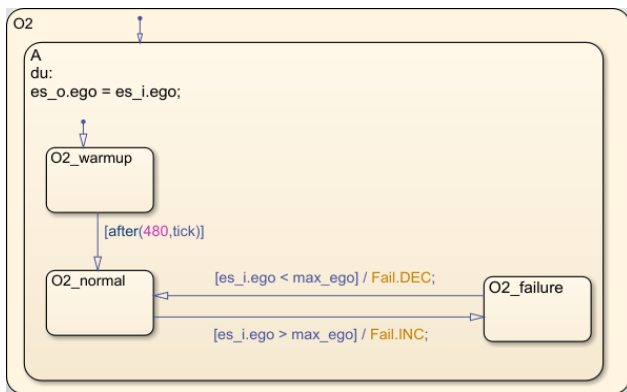 O2
A
du:
es_o.ego = es_i.ego;
O2_warmup
[after(480,tick)]
O2_normal
[es_i.ego < max_ego] / Fail.DEC;
O2_failure
[es_i.ego > max_ego] / Fail.INC;